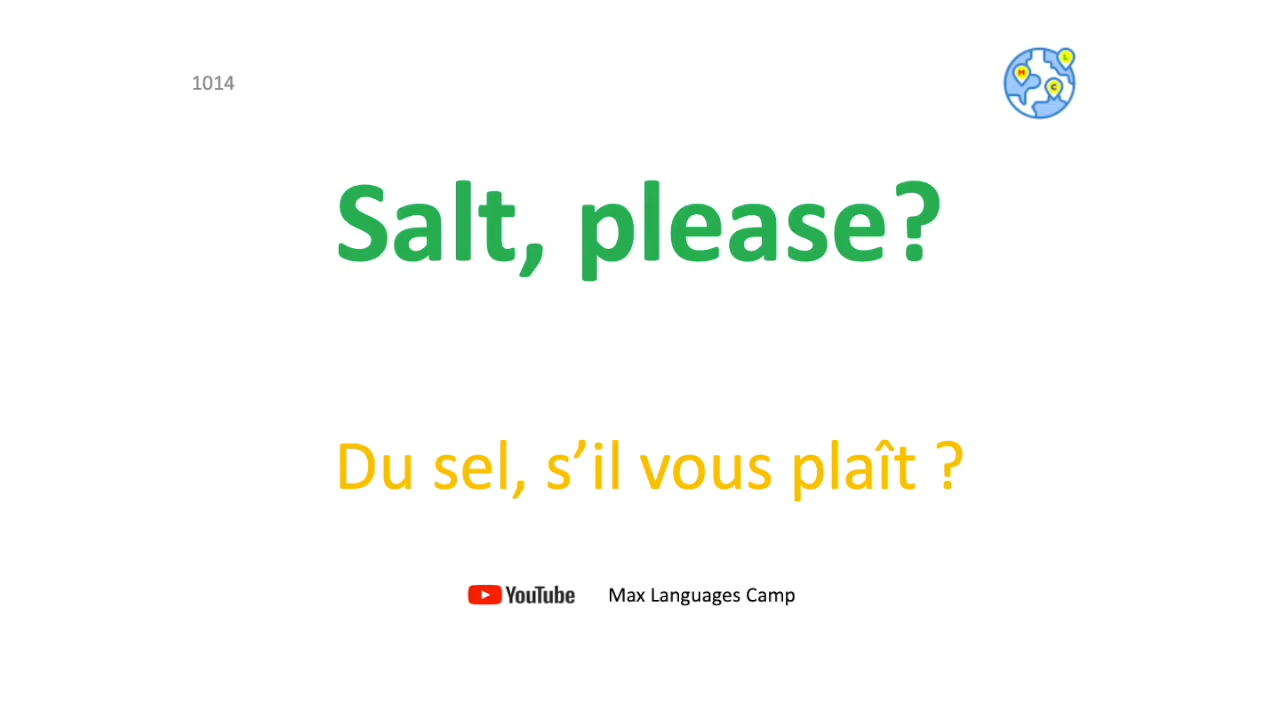 1014
M L C
Salt, please?
Du sel, s’il vous plaît ?
YouTube Max Languages Camp